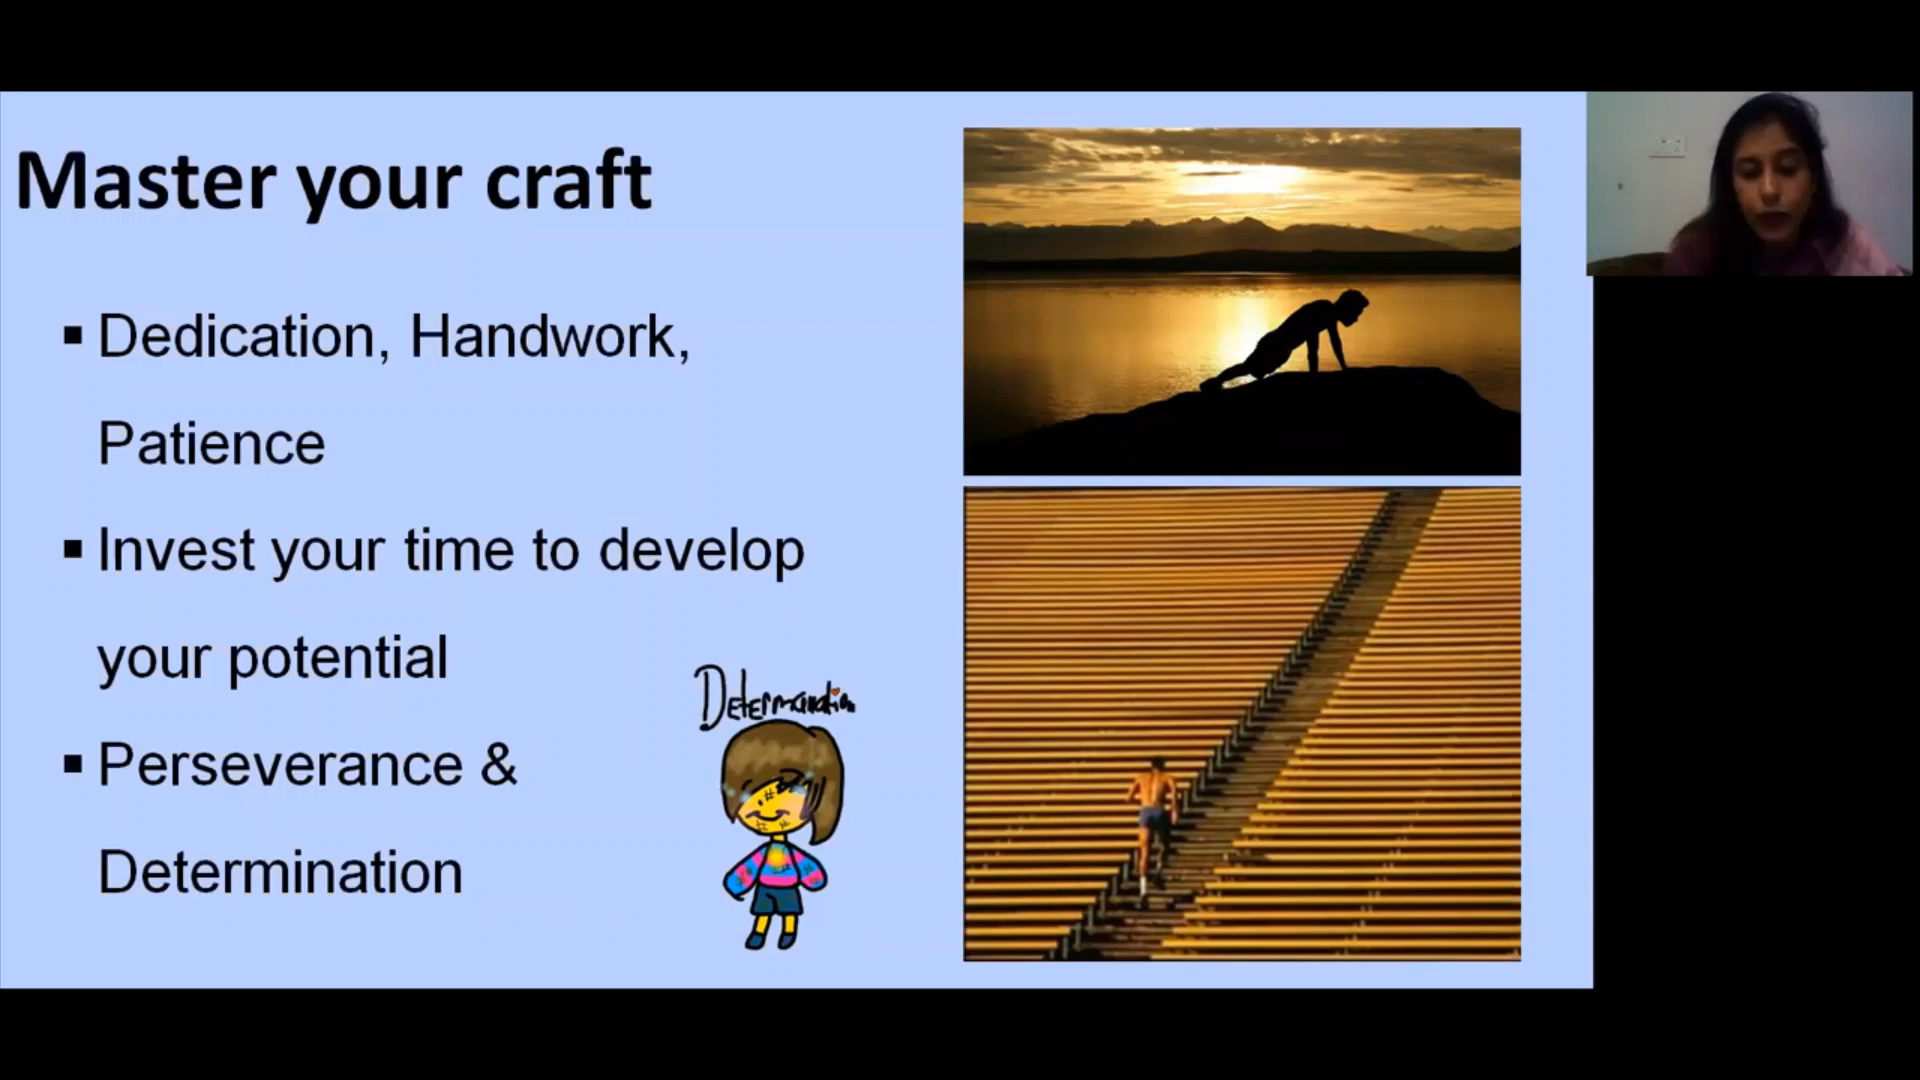 Master your craft
▪ Dedication, Handwork,
Patience
▪ Invest your time to develop
your potential
▪ Perseverance &
Determination
Determination